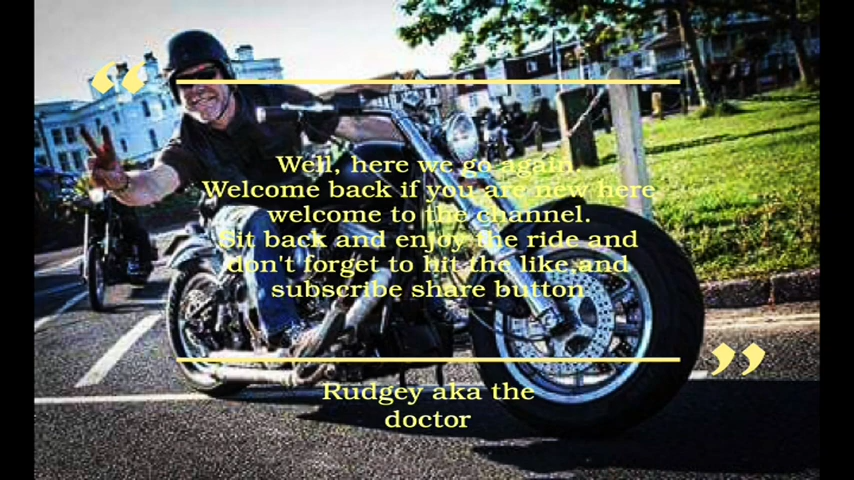 “
Well, here we go again.
Welcome back if you are new here
welcome to the channel.
Sit back and enjoy the ride and
don't forget to hit the like and
subscribe share button
”
Rudgey aka the
doctor